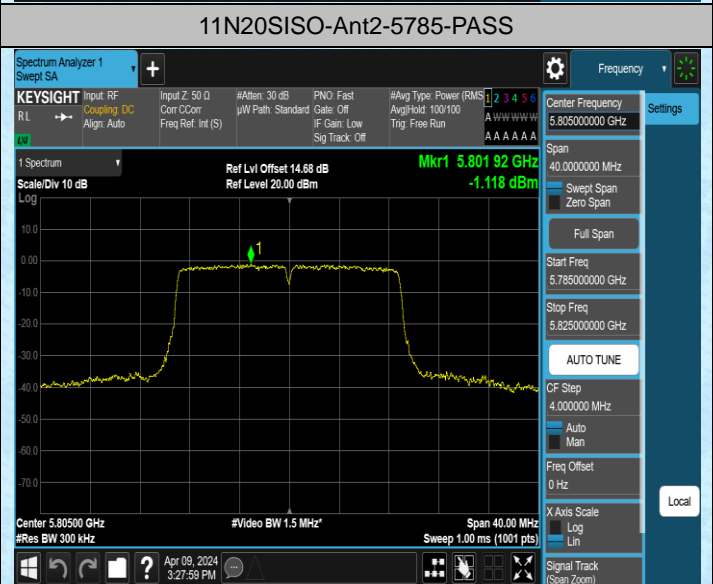 11N20SISO-Ant2-5785-PASS
Spectrum Analyzer 1
Swept SA
Frequency
KEYSIGHT
RL
LXI
Input: RF
Coupling: DC
Align: Auto
Input Z: 50 Ω
Corr CCorr
Freq Ref: Int (S)
#Atten: 30 dB
µW Path: Standard
PNO: Fast
Gate: Off
IF Gain: Low
Sig Track: Off
#Avg Type: Power (RMS
Avg|Hold: 100/100
Trig: Free Run
1 2 3 4 5 6
A W W W W W
A A A A A A
1 Spectrum
Scale/Div 10 dB
Log
Ref Lvl Offset 14.68 dB
Ref Level 20.00 dBm
Mkr1 5.801 92 GHz
-1.118 dBm
10.0
0.00
-10.0
-20.0
-30.0
-40.0
-50.0
-60.0
-70.0
1
Center 5.80500 GHz
#Res BW 300 kHz
#Video BW 1.5 MHz*
Span 40.00 MHz
Sweep 1.00 ms (1001 pts)
Center Frequency
5.805000000 GHz
Settings
Span
40.0000000 MHz
Swept Span
Zero Span
Full Span
Start Freq
5.785000000 GHz
Stop Freq
5.825000000 GHz
AUTO TUNE
CF Step
4.000000 MHz
Auto
Man
Freq Offset
0 Hz
X Axis Scale
Log
Lin
Local
Signal Track
(Span Zoom)
?
Apr 09, 2024
3:27:59 PM